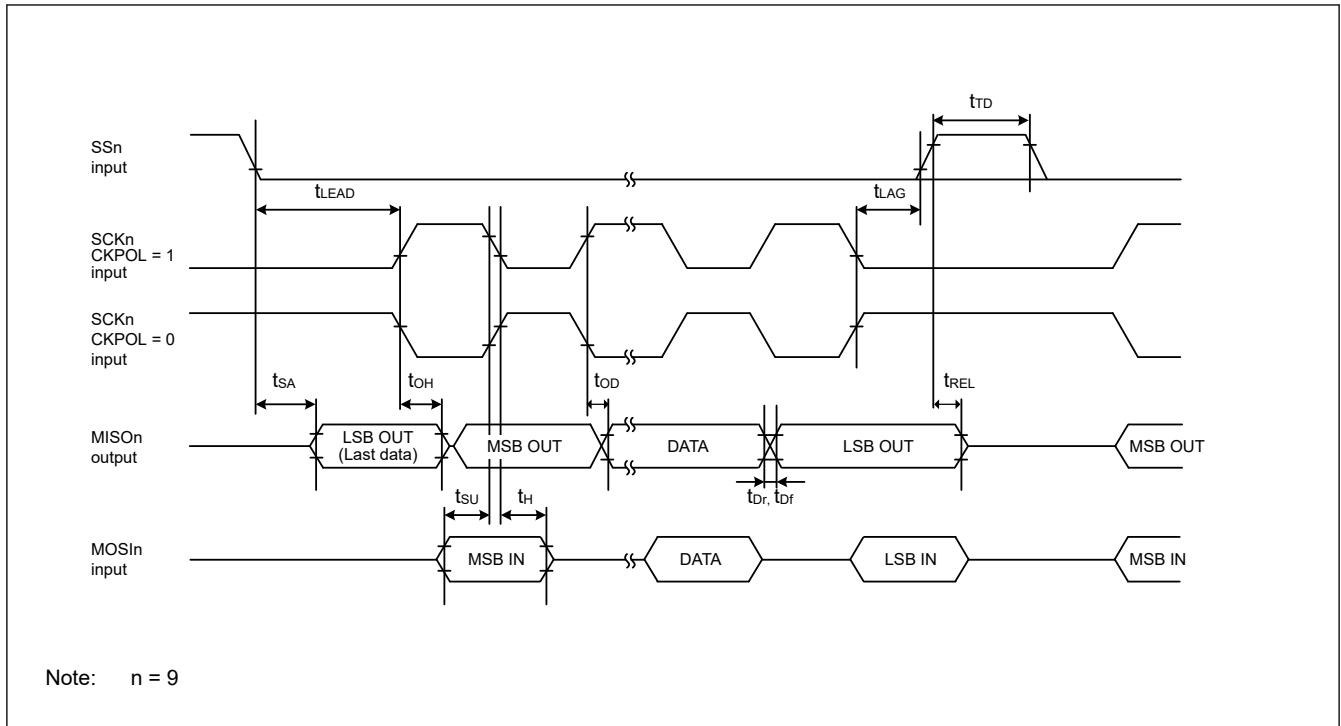 tTD
SSn
input
tLEAD
tLAG
SCKn
CKPOL = 1
input
SCKn
CKPOL = 0
input
tSA
tOH
tOD
tREL
MISOn
output
LSB OUT
(Last data)
MSB OUT
DATA
LSB OUT
MSB OUT
tSU
tH
tDr, tDf
MOSIn
input
MSB IN
DATA
LSB IN
MSB IN
Note: n = 9